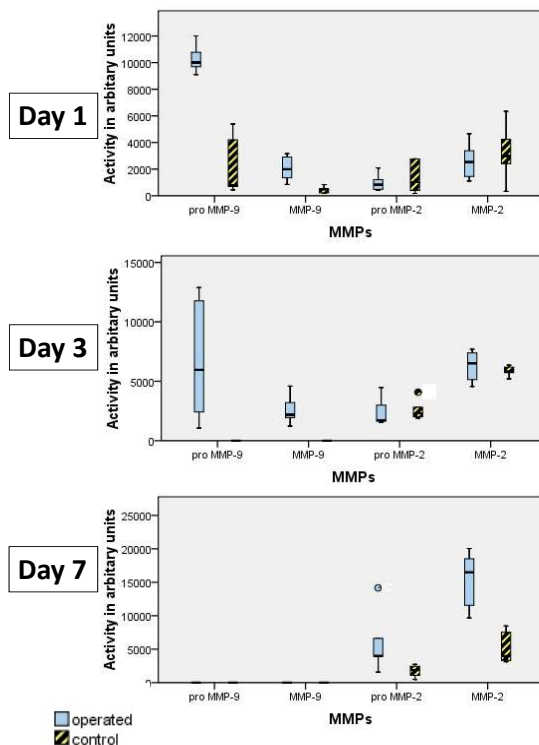 Day 1
Activity in arbitary units
12000
10000
8000
6000
4000
2000
0
pro MMP-9 MMP-9 pro MMP-2 MMP-2
MMPs
Day 3
Activity in arbitary units
15000
10000
5000
0
pro MMP-9 MMP-9 pro MMP-2 MMP-2
MMPs
Day 7
Activity in arbitary units
25000
20000
15000
10000
5000
0
pro MMP-9 MMP-9 pro MMP-2 MMP-2
MMPs
operated
control